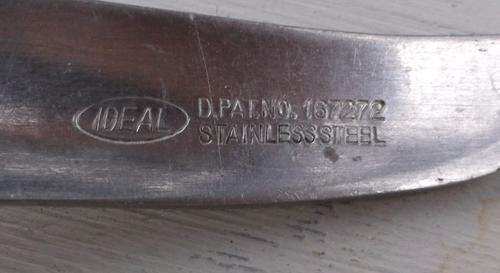 IDEAL
D.PAT.NO. 167272
STAINLESS STEEL